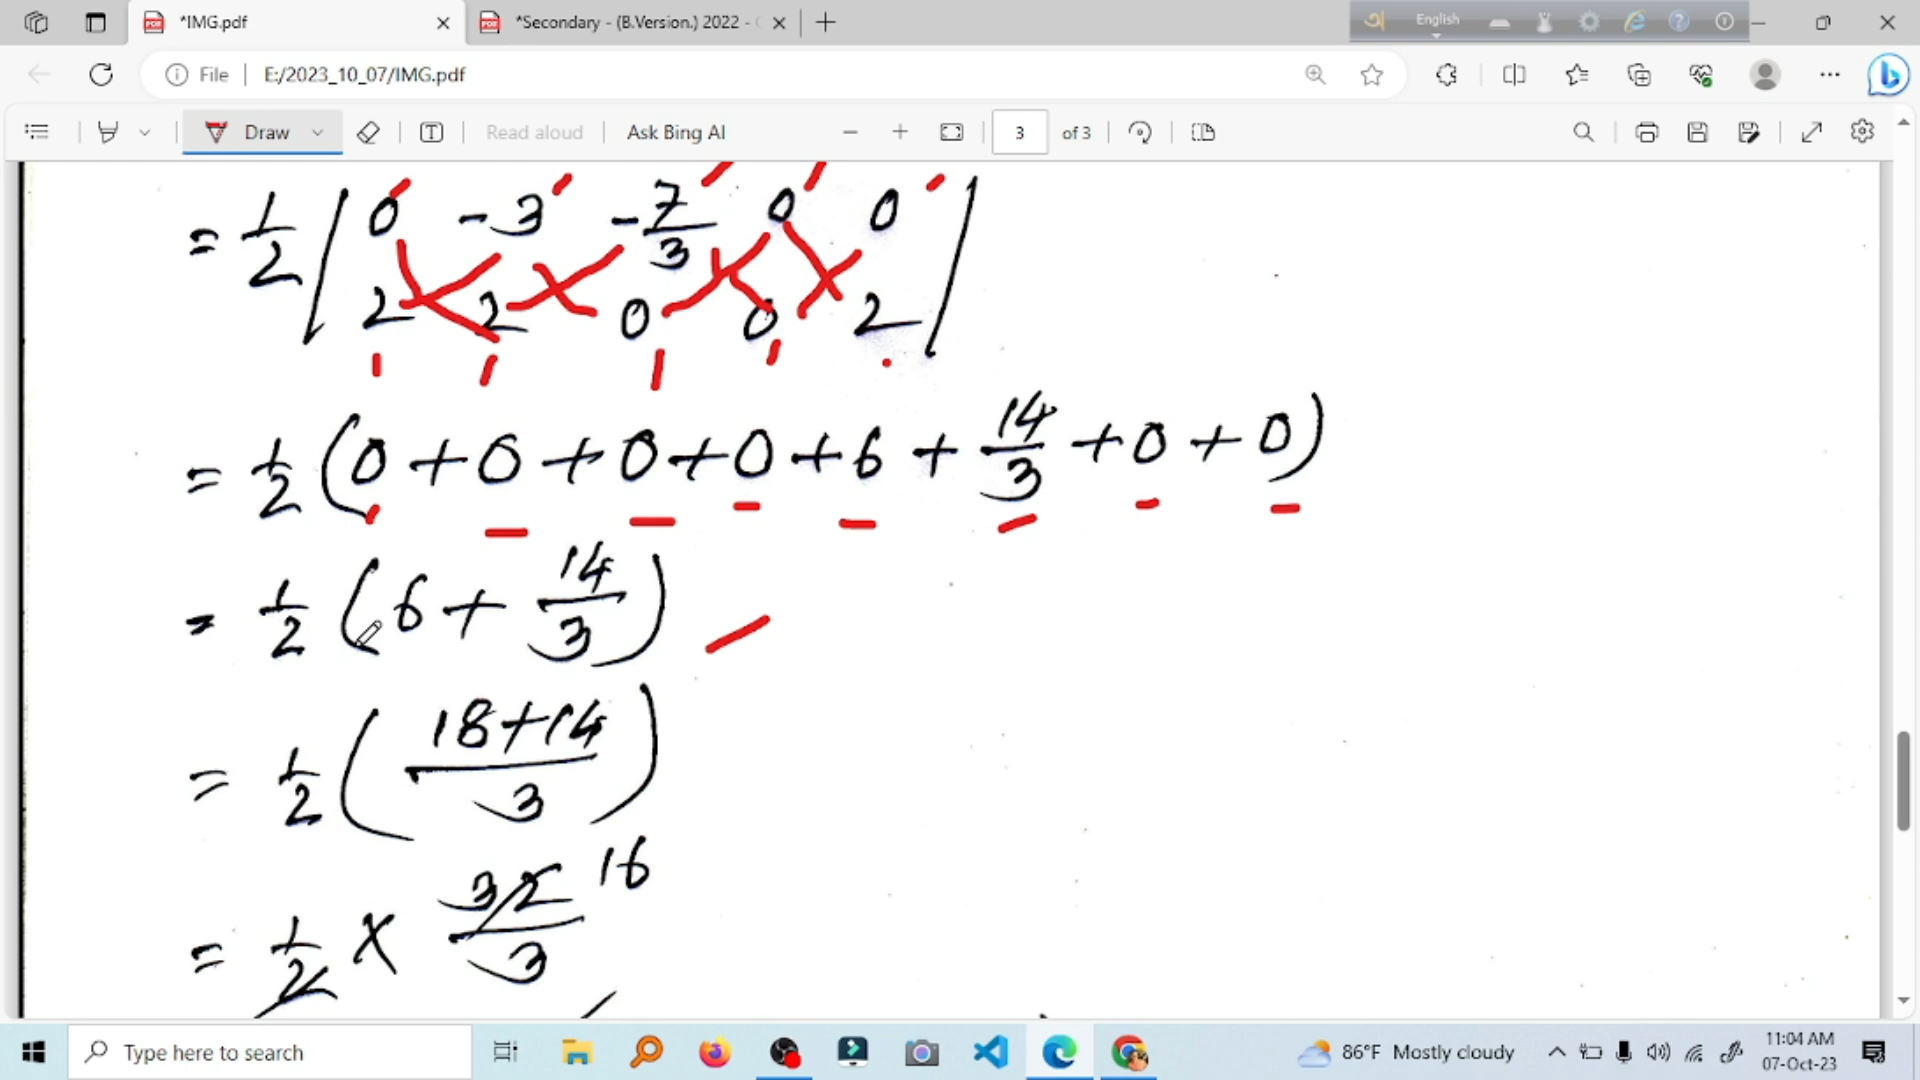 *IMG.pdf
*Secondary - (B.Version.) 2022 -
English
File E:/2023_10_07/IMG.pdf
Draw Read aloud Ask Bing AI 3 of 3
= 1/2 | 0 -3 -7/3 0 0
2 2 0 0 2 |
= 1/2 (0 + 0 + 0 + 0 + 6 + 14/3 + 0 + 0)
= 1/2 (6 + 14/3)
= 1/2 (18+14/3)
= 1/2 × 32/3 16
Type here to search
86°F Mostly cloudy
11:04 AM
07-Oct-23